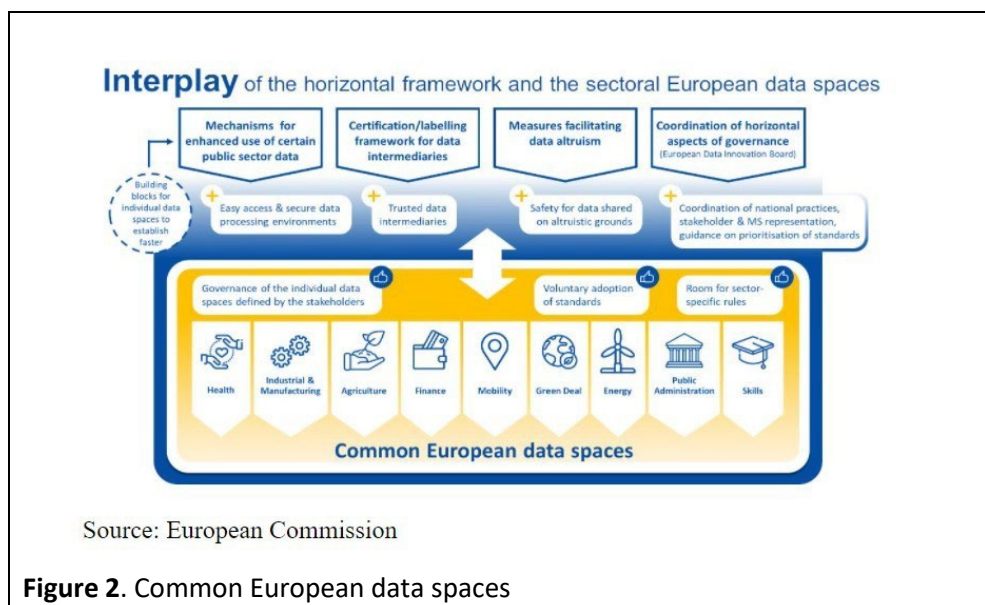 Interplay of the horizontal framework and the sectoral European data spaces
Mechanisms for
enhanced use of certain
public sector data
Certification/labelling
framework for data
intermediaries
Measures facilitating
data altruism
Coordination of horizontal
aspects of governance
(European Data Innovation Board)
Building
blocks for
individual data
spaces to
establish
faster
Easy access & secure data
processing environments
Trusted data
intermediaries
Safety for data shared
on altruistic grounds
Coordination of national practices,
stakeholder & MS representation,
guidance on prioritisation of standards
Governance of the individual data
spaces defined by the stakeholders
Voluntary adoption
of standards
Room for sector-
specific rules
Health
Industrial &
Manufacturing
Agriculture
Finance
Mobility
Green Deal
Energy
Public
Administration
Skills
Common European data spaces
Source: European Commission
Figure 2. Common European data spaces